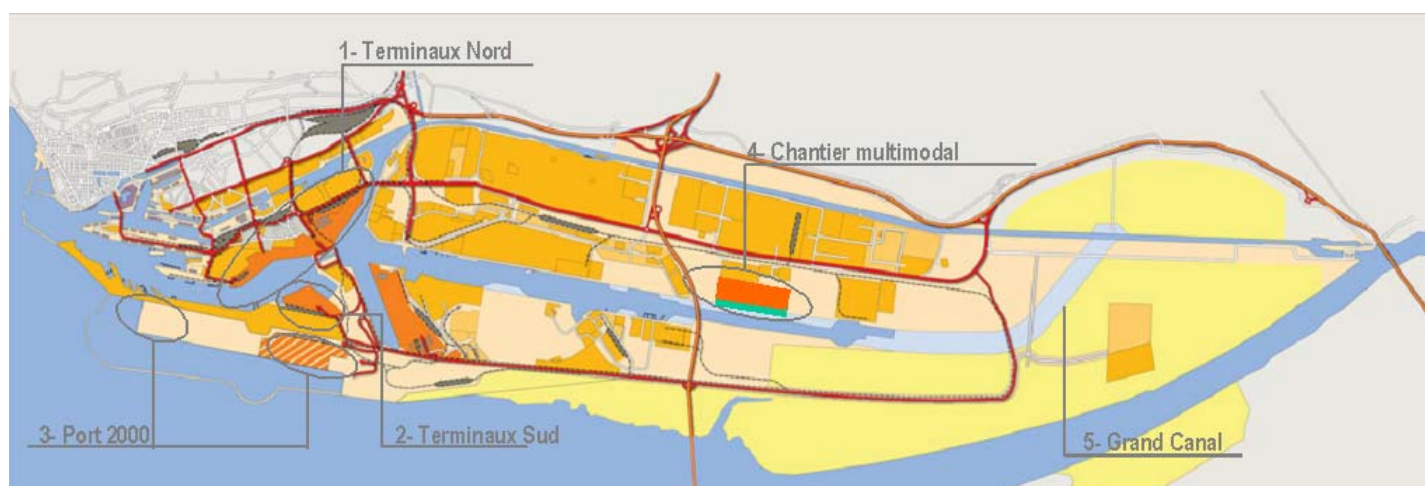 1- Terminaux Nord
4- Chantier multimodal
3- Port 2000
2- Terminaux Sud
5- Grand Canal